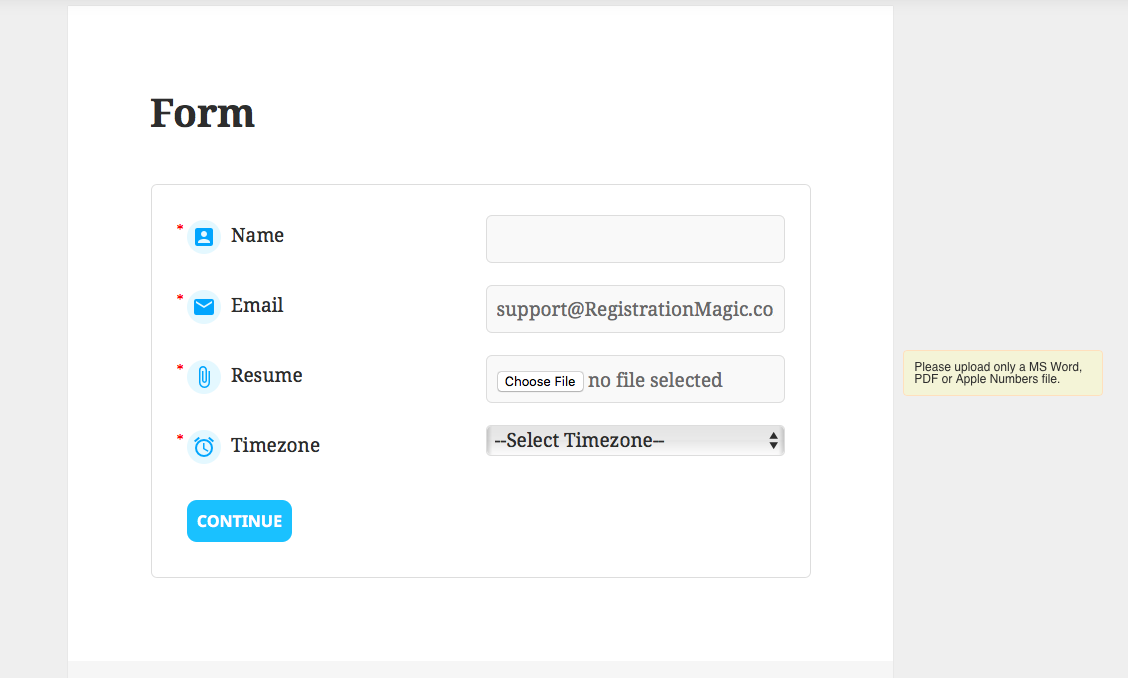 Form
* Name
* Email support@RegistrationMagic.co
* Resume Choose File no file selected
Please upload only a MS Word,
PDF or Apple Numbers file.
* Timezone --Select Timezone--
CONTINUE